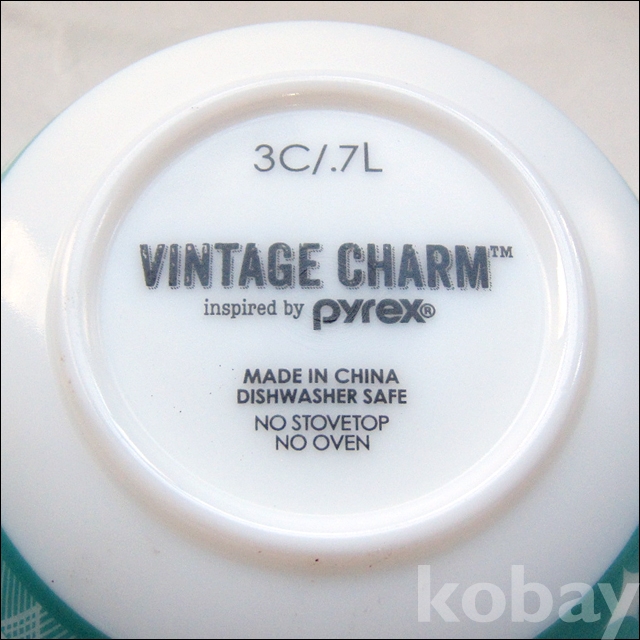 3C/.7L
VINTAGE CHARM™
inspired by pyrex®
MADE IN CHINA
DISHWASHER SAFE
NO STOVETOP
NO OVEN
kobay